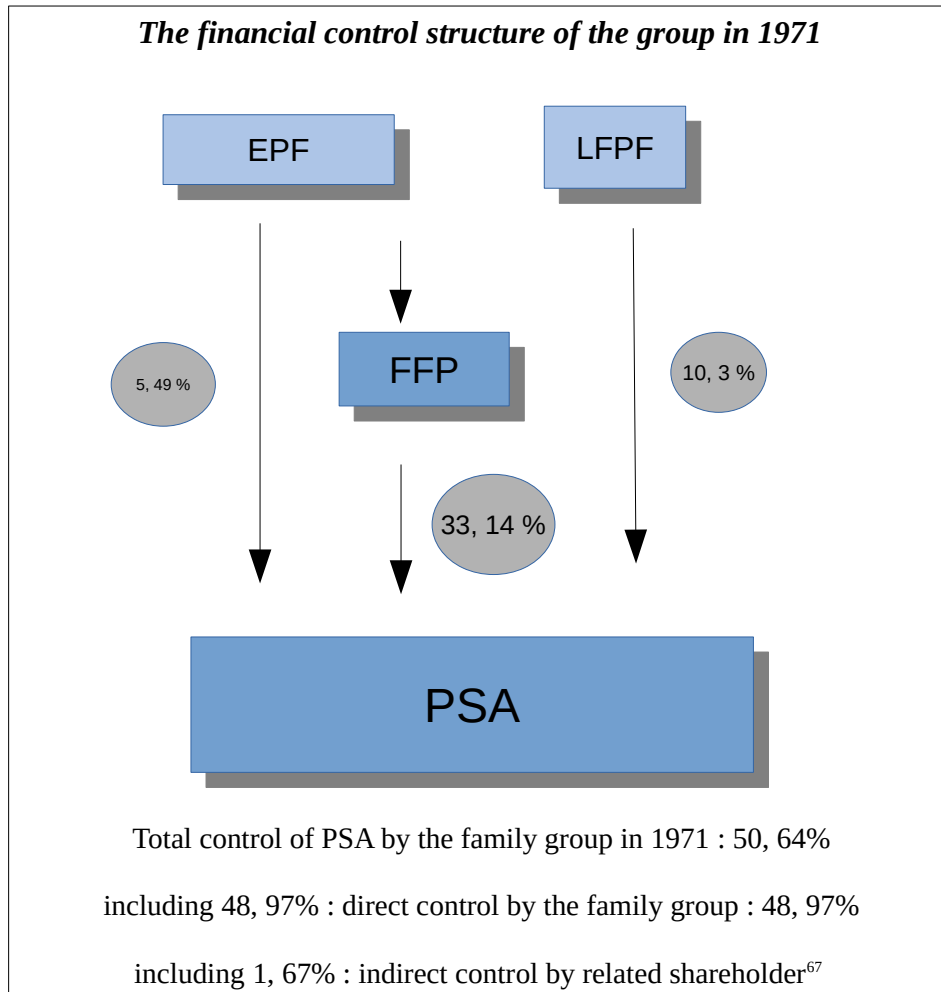 The financial control structure of the group in 1971
EPF
LFPF
FFP
5, 49 %
10, 3 %
33, 14 %
PSA
Total control of PSA by the family group in 1971 : 50, 64%
including 48, 97% : direct control by the family group : 48, 97%
including 1, 67% : indirect control by related shareholder67